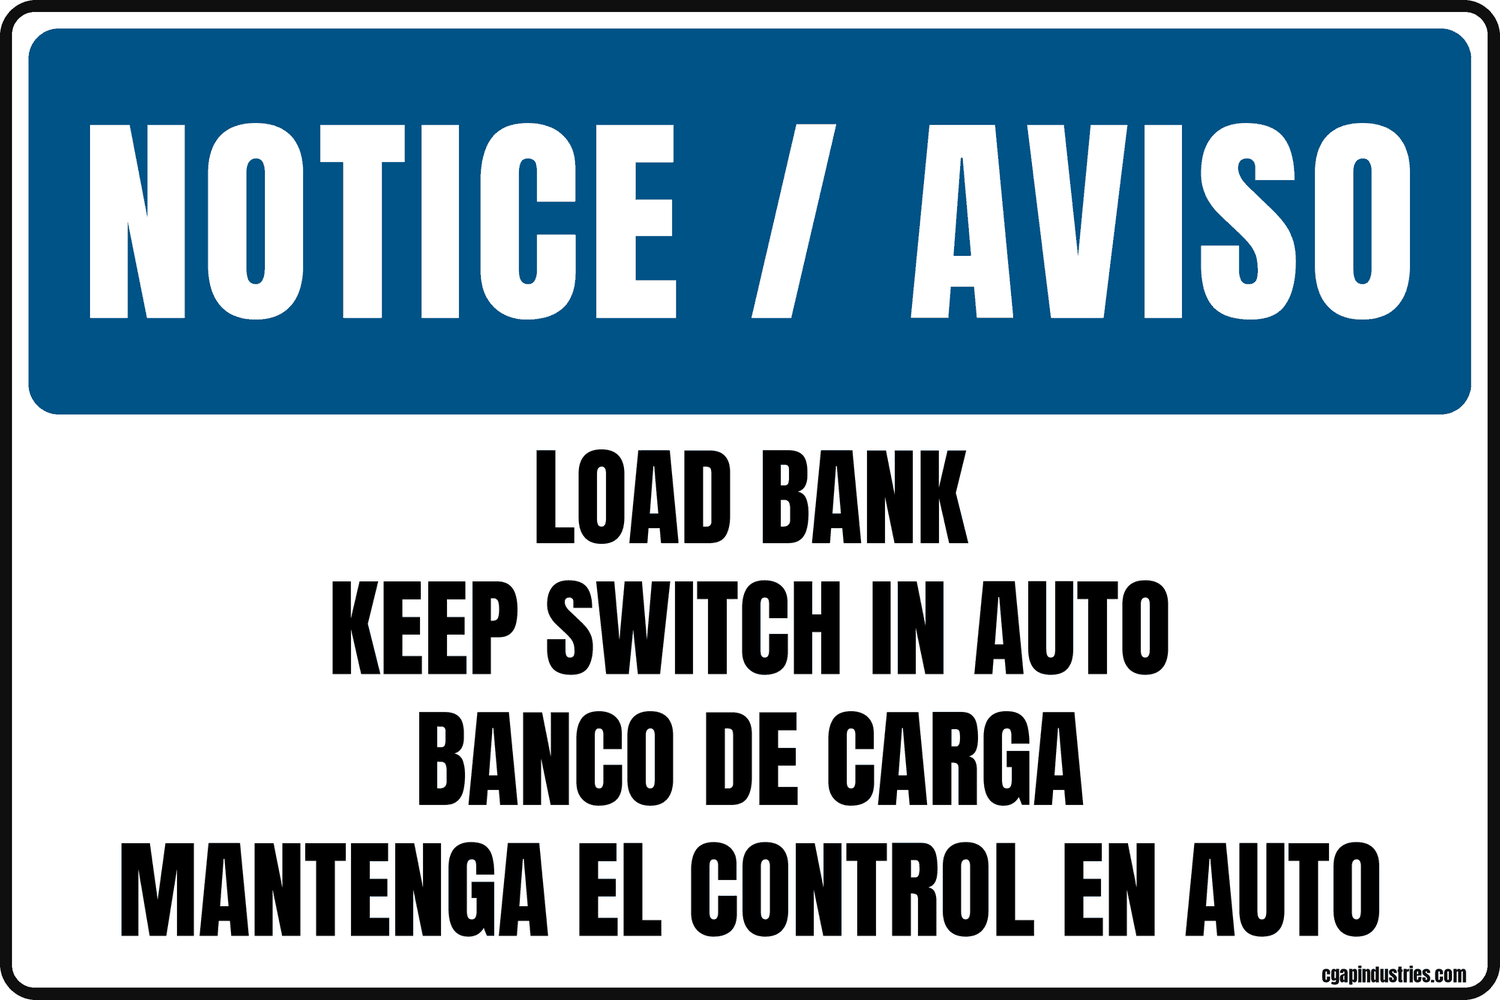 NOTICE / AVISO
LOAD BANK
KEEP SWITCH IN AUTO
BANCO DE CARGA
MANTENGA EL CONTROL EN AUTO
cgapindustries.com